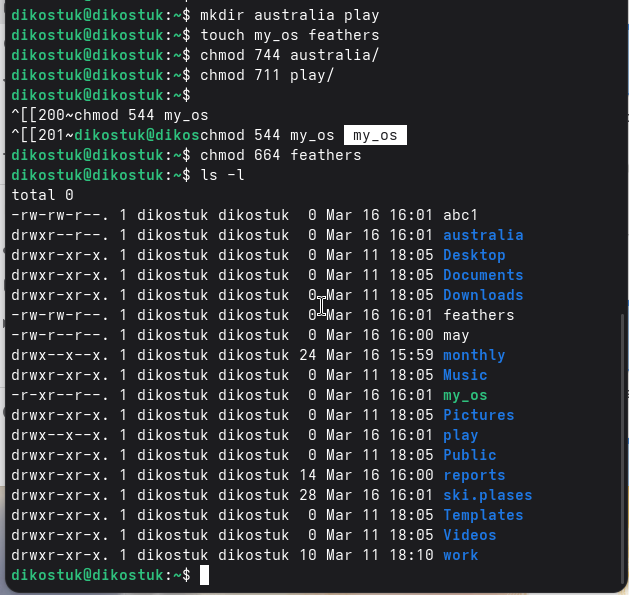 dikostuk@dikostuk:~$ mkdir australia play
dikostuk@dikostuk:~$ touch my_os feathers
dikostuk@dikostuk:~$ chmod 744 australia/
dikostuk@dikostuk:~$ chmod 711 play/
dikostuk@dikostuk:~$
^[[200~chmod 544 my_os
^[[201~dikostuk@dikoschmod 544 my_os  my_os
dikostuk@dikostuk:~$ chmod 664 feathers
dikostuk@dikostuk:~$ ls -l
total 0
-rw-rw-r--. 1 dikostuk dikostuk  0 Mar 16 16:01 abc1
drwxr--r--. 1 dikostuk dikostuk  0 Mar 16 16:01 australia
drwxr-xr-x. 1 dikostuk dikostuk  0 Mar 11 18:05 Desktop
drwxr-xr-x. 1 dikostuk dikostuk  0 Mar 11 18:05 Documents
drwxr-xr-x. 1 dikostuk dikostuk  0 Mar 11 18:05 Downloads
-rw-rw-r--. 1 dikostuk dikostuk  0 Mar 16 16:01 feathers
-rw-r--r--. 1 dikostuk dikostuk  0 Mar 16 16:00 may
drwx--x--x. 1 dikostuk dikostuk 24 Mar 16 15:59 monthly
drwxr-xr-x. 1 dikostuk dikostuk  0 Mar 11 18:05 Music
-r-xr--r--. 1 dikostuk dikostuk  0 Mar 16 16:01 my_os
drwxr-xr-x. 1 dikostuk dikostuk  0 Mar 11 18:05 Pictures
drwx--x--x. 1 dikostuk dikostuk  0 Mar 16 16:01 play
drwxr-xr-x. 1 dikostuk dikostuk  0 Mar 11 18:05 Public
drwxr-xr-x. 1 dikostuk dikostuk 14 Mar 16 16:00 reports
drwxr-xr-x. 1 dikostuk dikostuk 28 Mar 16 16:01 ski.plases
drwxr-xr-x. 1 dikostuk dikostuk  0 Mar 11 18:05 Templates
drwxr-xr-x. 1 dikostuk dikostuk  0 Mar 11 18:05 Videos
drwxr-xr-x. 1 dikostuk dikostuk 10 Mar 11 18:10 work
dikostuk@dikostuk:~$